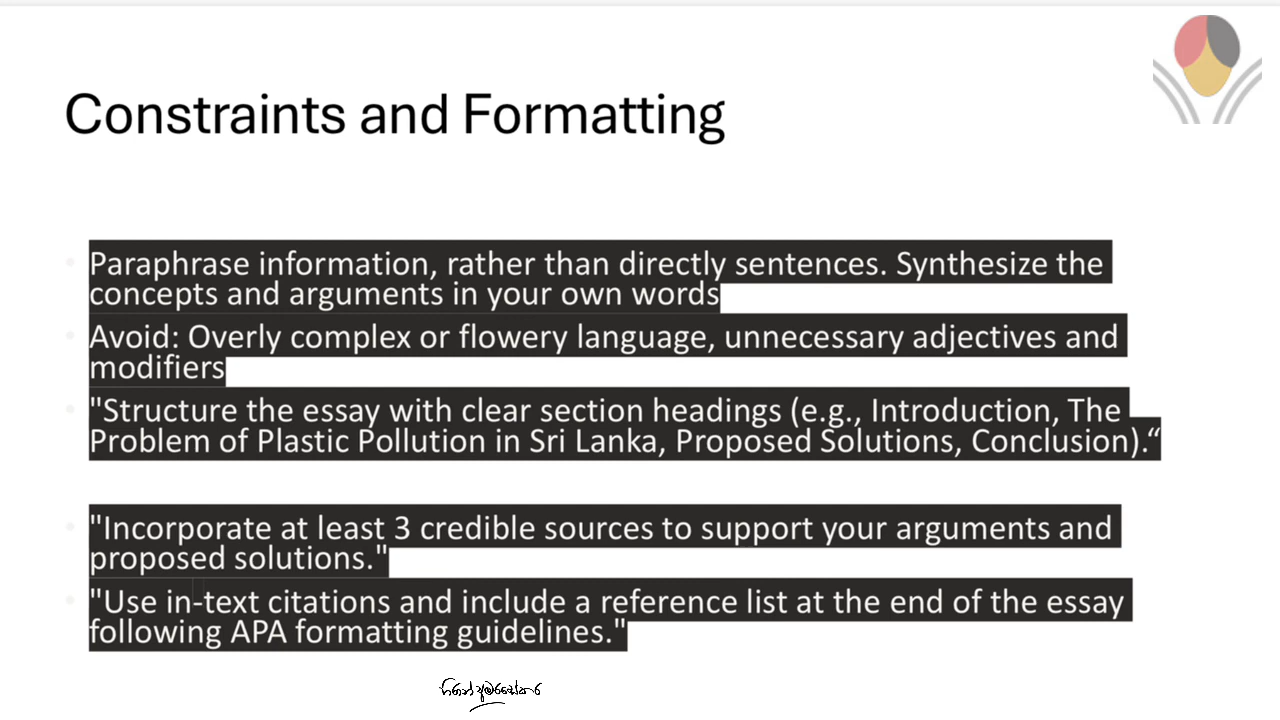 Constraints and Formatting
Paraphrase information, rather than directly sentences. Synthesize the
concepts and arguments in your own words
Avoid: Overly complex or flowery language, unnecessary adjectives and
modifiers
"Structure the essay with clear section headings (e.g., Introduction, The
Problem of Plastic Pollution in Sri Lanka, Proposed Solutions, Conclusion).“
"Incorporate at least 3 credible sources to support your arguments and
proposed solutions."
"Use in-text citations and include a reference list at the end of the essay
following APA formatting guidelines."